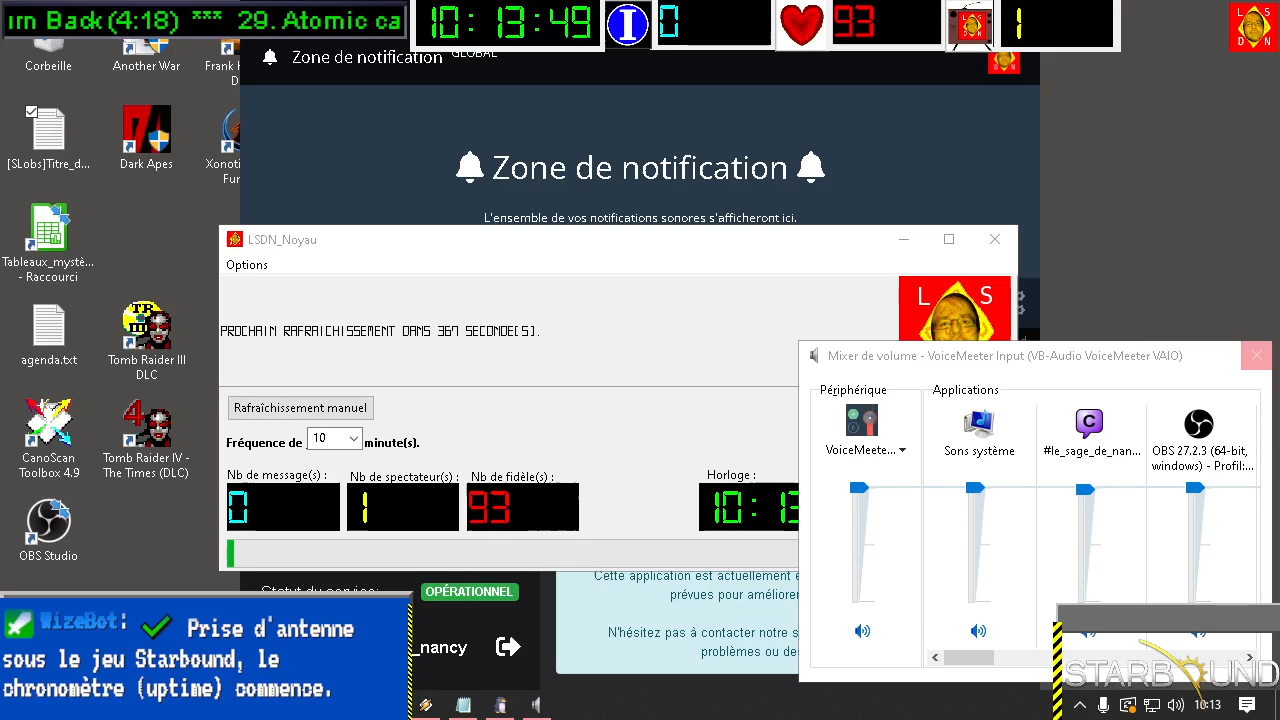 ım Back(4:18) *** 29. Atomic ca
10:13:49
0
93
1
L S
D N
Corbeille
Another War
Frank
D
Zone de notification GLOBAL
[SLobs]Titre_d...
Dark Apes
Xonoti
Fur
Zone de notification
L'ensemble de vos notifications sonores s'afficheront ici.
Tableaux_mystè...
- Raccourci
agenda.txt
Tomb Raider III
DLC
CanoScan
Toolbox 4.9
Tomb Raider IV -
The Times (DLC)
OBS Studio
LSDN_Noyau
Options
PROCHAIN RAFRAICHISSEMENT DANS 367 SECONDE(S).
L S
Rafraîchissement manuel
Fréquence de 10 minute(s).
Nb de message(s) :
Nb de spectateur(s) :
Nb de fidèle(s) :
Horloge :
0
1
93
10:13
Mixer de volume - VoiceMeeter Input (VB-Audio VoiceMeeter VAIO)
Périphérique
Applications
VoiceMeete...
Sons système
#le_sage_de_nan...
OBS 27.2.3 (64-bit,
windows) - Profil:...
Statut du service:
OPÉRATIONNEL
_nancy
Cette application est actuellement e
prévues pour améliorer
N'hésitez pas à contacter notre s
problèmes ou des
WizeBot: Prise d'antenne
sous le jeu Starbound, le
chronomètre (uptime) commence.
STARBOUND
10:13